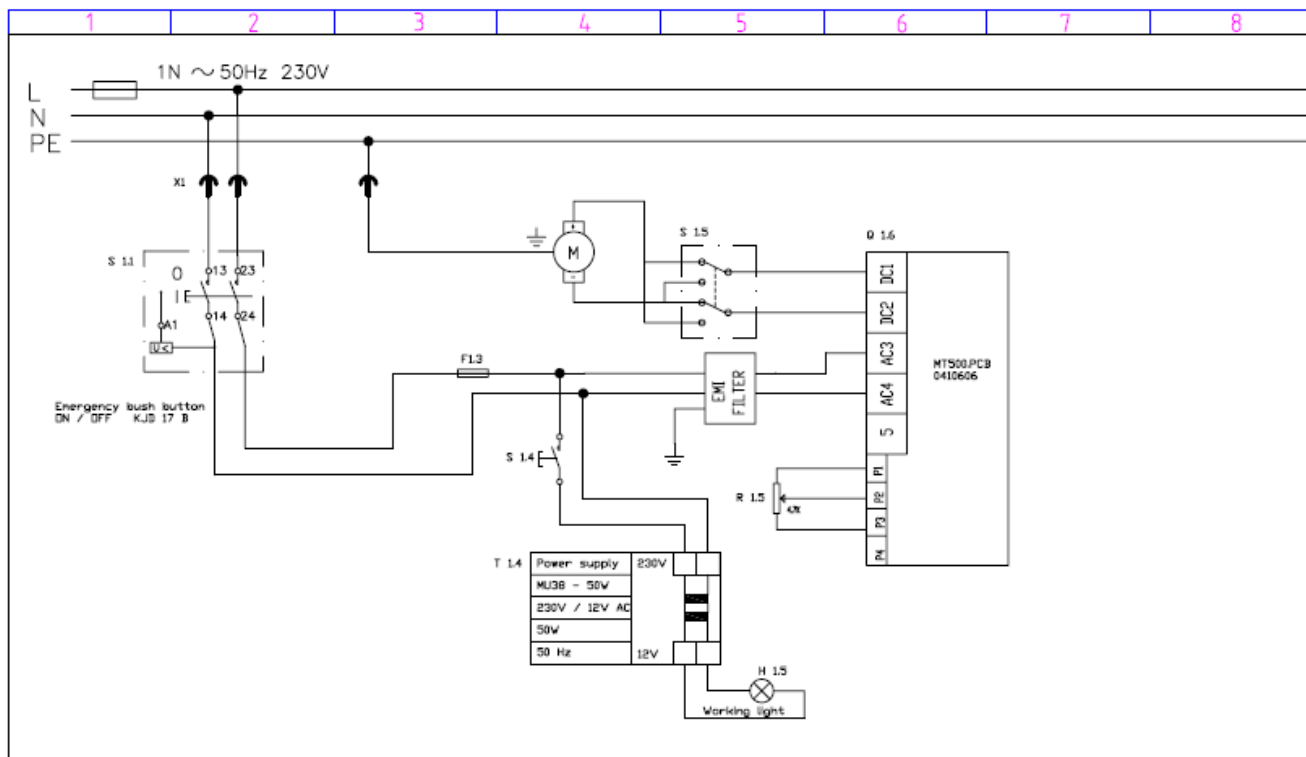 1 2 3 4 5 6 7 8
1N ~ 50Hz 230V
L
N
PE
X1
S 1.1
0
13 23
14 24
A1
U<
Emergency bush button
ON / OFF KJD 17 B
M
S 1.5
Q 1.6
DC1
DC2
AC3
AC4
5
P1
P2
P3
P4
MT500.PCB
0410606
F1.3
EMI
FILTER
S 1.4
R 1.5
4.7K
T 1.4
Power supply 230V
MU38 - 50W
230V / 12V AC
50W
50 Hz 12V
H 1.5
Working light